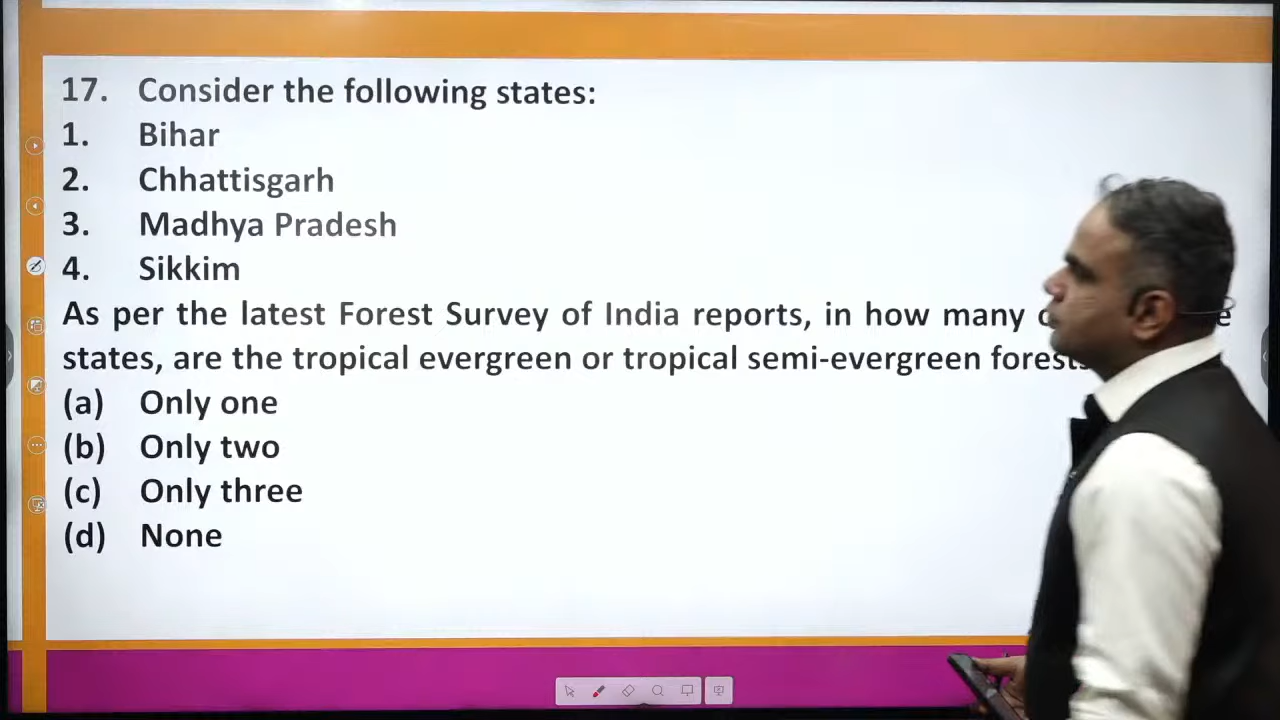 17. Consider the following states:
1. Bihar
2. Chhattisgarh
3. Madhya Pradesh
4. Sikkim
As per the latest Forest Survey of India reports, in how many
states, are the tropical evergreen or tropical semi-evergreen forests
(a) Only one
(b) Only two
(c) Only three
(d) None